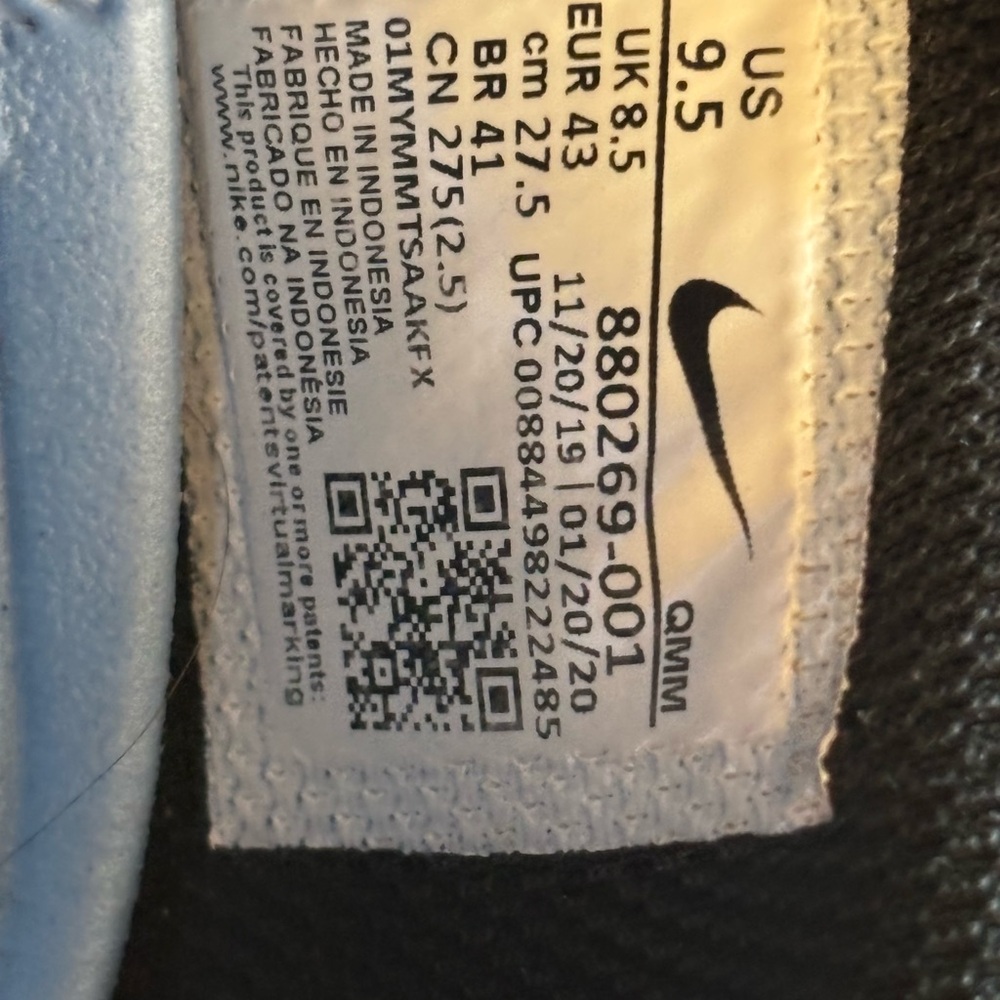 US
9.5
QMM
UK 8.5
880269-001
EUR 43
11/20/19 | 01/20/20
cm 27.5 UPC 00884498222485
BR 41
CN 275(2.5)
01MYMMTSAAKFX
MADE IN INDONESIA
HECHO EN INDONESIA
FABRIQUE EN INDONESIE
FABRICADO NA INDONÉSIA
This product is covered by one or more patents:
www.nike.com/patentsvirtualmarking